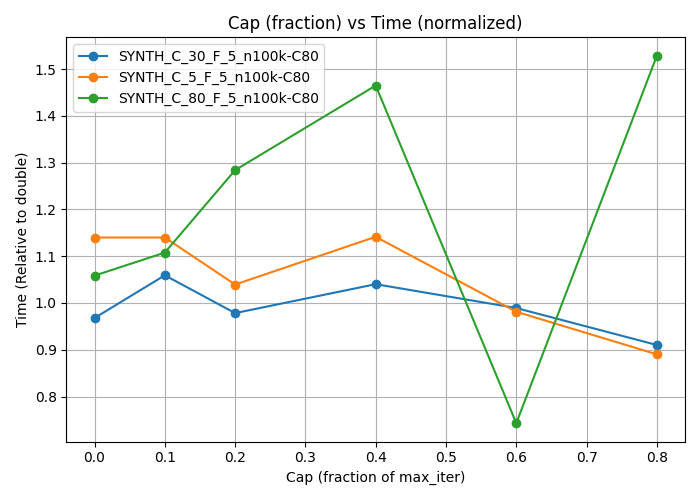 Cap (fraction) vs Time (normalized)
SYNTH_C_30_F_5_n100k-C80
SYNTH_C_5_F_5_n100k-C80
SYNTH_C_80_F_5_n100k-C80
Time (Relative to double)
1.5
1.4
1.3
1.2
1.1
1.0
0.9
0.8
0.0 0.1 0.2 0.3 0.4 0.5 0.6 0.7 0.8
Cap (fraction of max_iter)